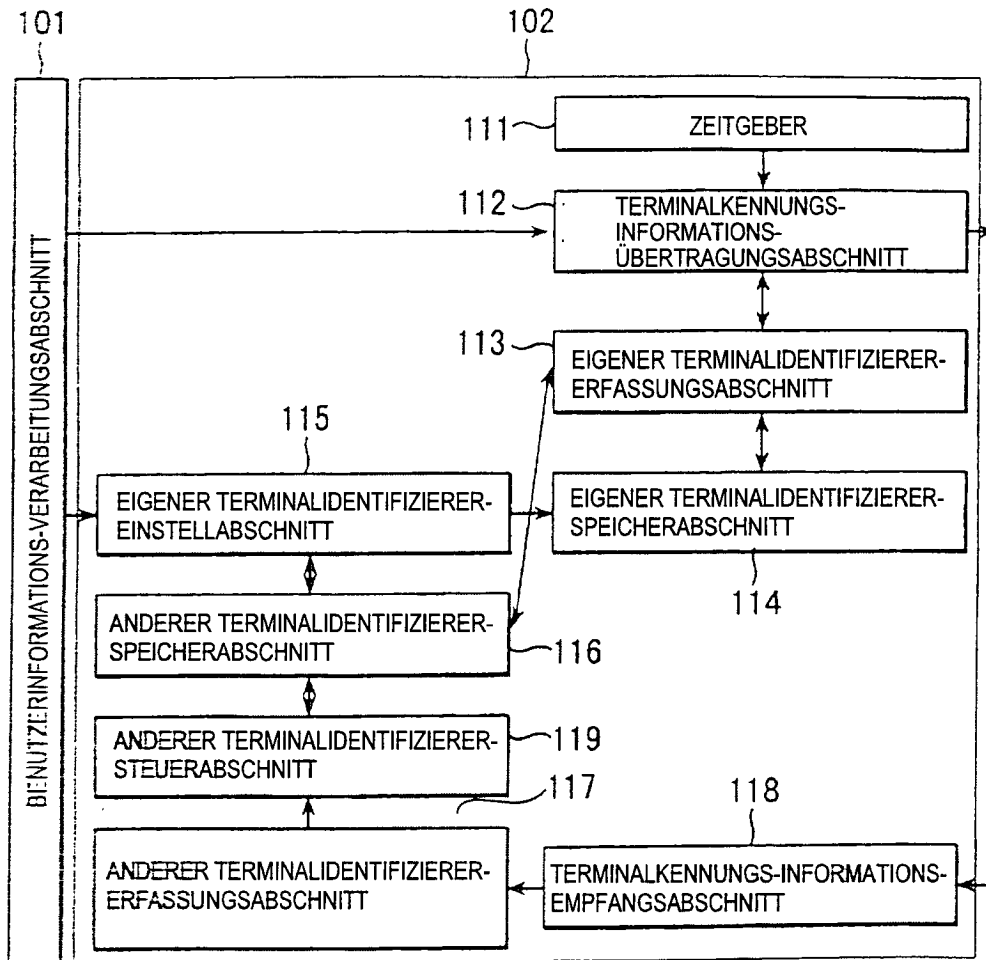 101
102
BENUTZERINFORMATIONS-VERARBEITUNGSABSCHNITT
111
ZEITGEBER
112
TERMINALKENNUNGS-
INFORMATIONS-
ÜBERTRAGUNGSABSCHNITT
113
EIGENER TERMINALIDENTIFIZIERER-
ERFASSUNGSABSCHNITT
115
EIGENER TERMINALIDENTIFIZIERER-
EINSTELLABSCHNITT
EIGENER TERMINALIDENTIFIZIERER-
SPEICHERABSCHNITT
114
ANDERER TERMINALIDENTIFIZIERER-
SPEICHERABSCHNITT
116
ANDERER TERMINALIDENTIFIZIERER-
STEUERABSCHNITT
119
117
118
ANDERER TERMINALIDENTIFIZIERER-
ERFASSUNGSABSCHNITT
TERMINALKENNUNGS-INFORMATIONS-
EMPFANGSABSCHNITT